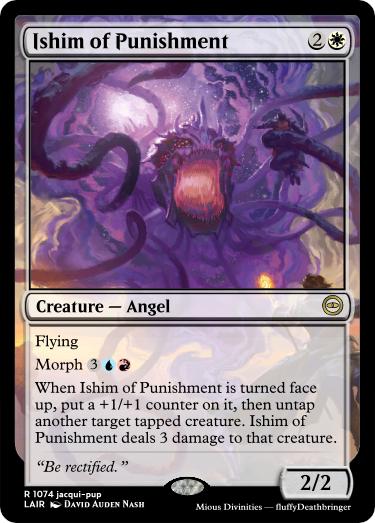 Ishim of Punishment 2
Creature — Angel
Flying
Morph 3
When Ishim of Punishment is turned face
up, put a +1/+1 counter on it, then untap
another target tapped creature. Ishim of
Punishment deals 3 damage to that creature.
“Be rectified.”
2/2
R 1074 jacqui-pup
LAIR David Auden Nash
Mious Divinities — fluffyDeathbringer